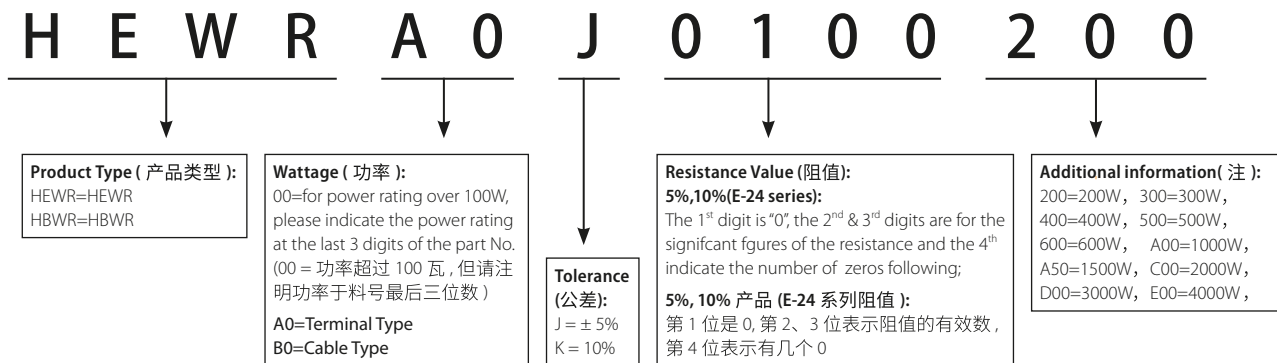 H E W R A 0 J 0 1 0 0 2 0 0
Product Type ( 产品类型 ):
HEWR=HEWR
HBWR=HBWR
Wattage ( 功率 ):
00=for power rating over 100W,
please indicate the power rating
at the last 3 digits of the part No.
(00 = 功率超过 100 瓦 , 但请注
明功率于料号最后三位数 )
A0=Terminal Type
B0=Cable Type
Tolerance
(公差):
J = ± 5%
K = 10%
Resistance Value (阻值):
5%,10%(E-24 series):
The 1st digit is "0", the 2nd & 3rd digits are for the
signifcant fgures of the resistance and the 4th
indicate the number of zeros following;
5%, 10% 产品 (E-24 系列阻值 ):
第 1 位是 0, 第 2、3 位表示阻值的有效数 ,
第 4 位表示有几个 0
Additional information( 注 ):
200=200W，300=300W，
400=400W，500=500W，
600=600W， A00=1000W，
A50=1500W，C00=2000W，
D00=3000W，E00=4000W，